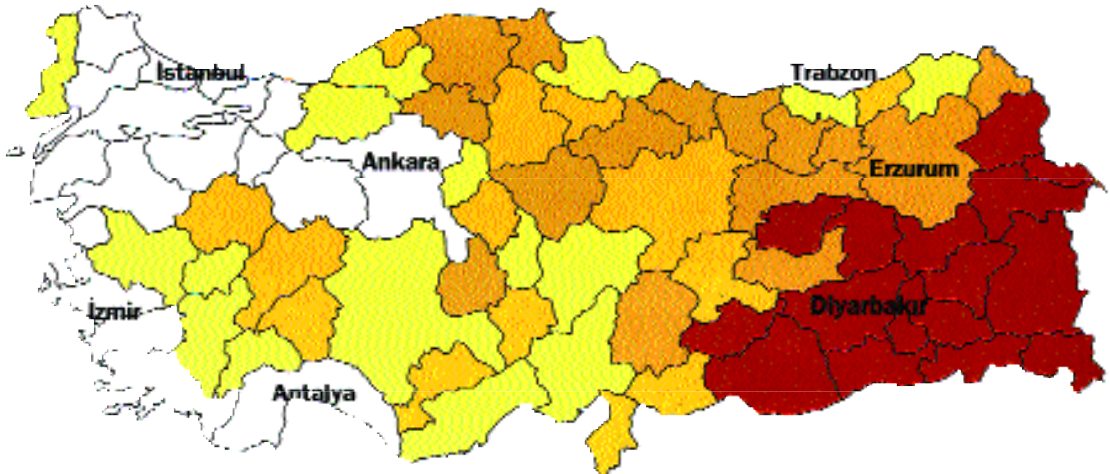 İstanbul
Trabzon
Ankara
Erzurum
İzmir
Diyarbakır
Antalya